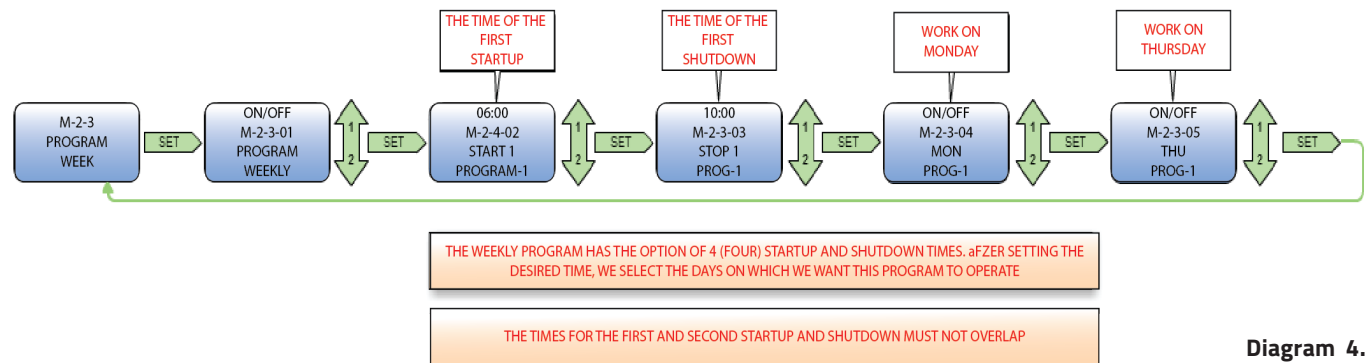 THE TIME OF THE
FIRST
STARTUP
THE TIME OF THE
FIRST
SHUTDOWN
WORK ON
MONDAY
WORK ON
THURSDAY
M-2-3
PROGRAM
WEEK
SET
ON/OFF
M-2-3-01
PROGRAM
WEEKLY
1
2
SET
06:00
M-2-4-02
START 1
PROGRAM-1
1
2
SET
10:00
M-2-3-03
STOP 1
PROG-1
1
2
SET
ON/OFF
M-2-3-04
MON
PROG-1
1
2
SET
ON/OFF
M-2-3-05
THU
PROG-1
1
2
SET
THE WEEKLY PROGRAM HAS THE OPTION OF 4 (FOUR) STARTUP AND SHUTDOWN TIMES. aFZER SETTING THE
DESIRED TIME, WE SELECT THE DAYS ON WHICH WE WANT THIS PROGRAM TO OPERATE
THE TIMES FOR THE FIRST AND SECOND STARTUP AND SHUTDOWN MUST NOT OVERLAP
Diagram 4.